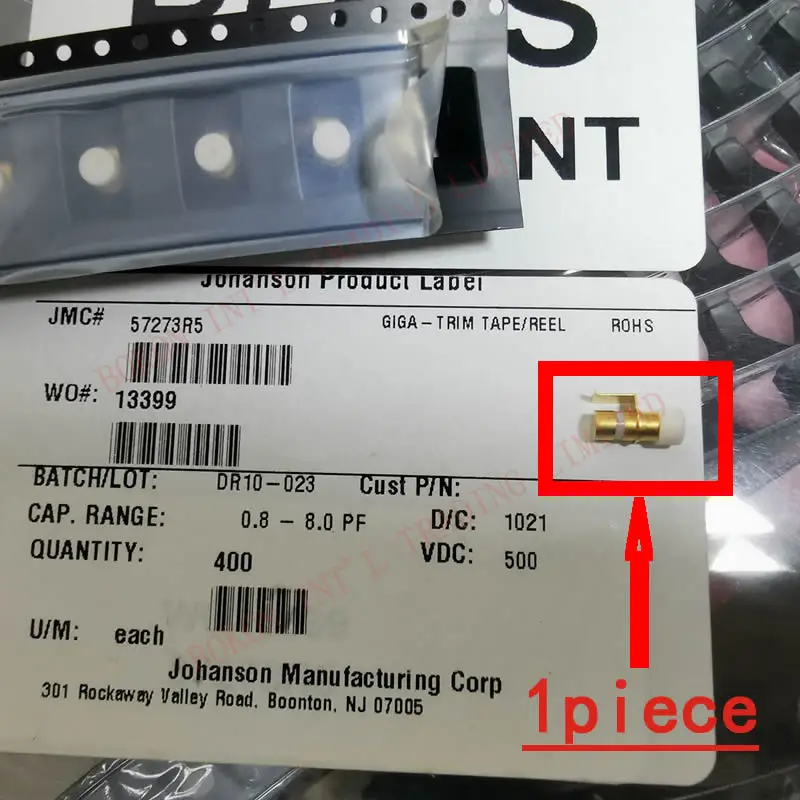 S
NT
Johanson Product Label
JMC# 57273R5 GIGA-TRIM TAPE/REEL ROHS
WO#: 13399
BATCH/LOT: DR10-023 Cust P/N:
CAP. RANGE: 0.8 - 8.0 PF D/C: 1021
QUANTITY: 400 VDC: 500
U/M: each
Johanson Manufacturing Corp
301 Rockaway Valley Road, Boonton, NJ 07005
1piece